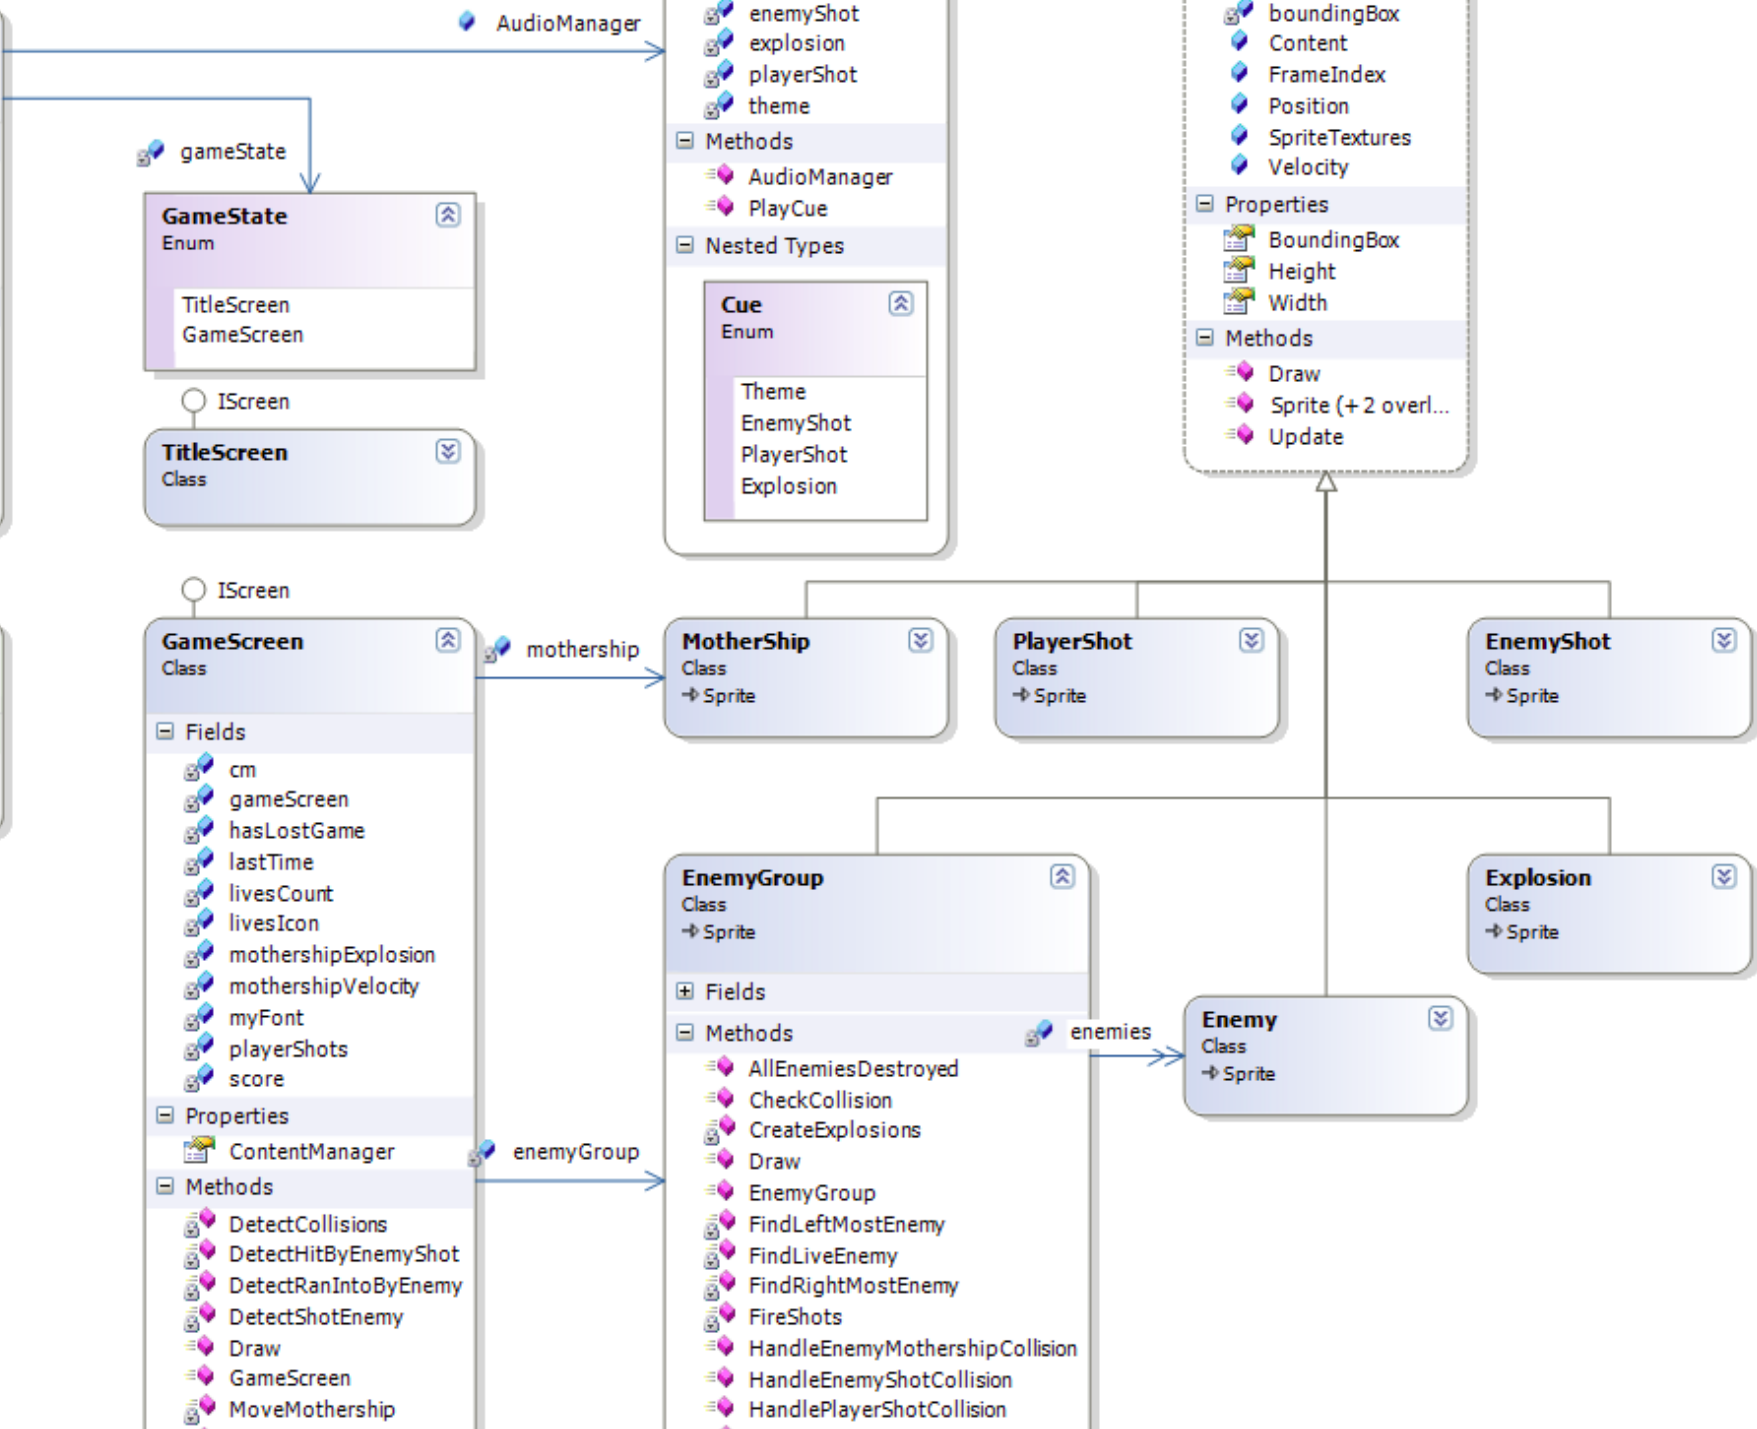 AudioManager
gameState
GameState
Enum
TitleScreen
GameScreen
IScreen
TitleScreen
Class
IScreen
GameScreen
Class
Fields
cm
gameScreen
hasLostGame
lastTime
livesCount
livesIcon
mothershipExplosion
mothershipVelocity
myFont
playerShots
score
Properties
ContentManager
Methods
DetectCollisions
DetectHitByEnemyShot
DetectRanIntoByEnemy
DetectShotEnemy
Draw
GameScreen
MoveMothership
mothership
enemyGroup
enemyShot
explosion
playerShot
theme
Methods
AudioManager
PlayCue
Nested Types
Cue
Enum
Theme
EnemyShot
PlayerShot
Explosion
MotherShip
Class
Sprite
PlayerShot
Class
Sprite
EnemyShot
Class
Sprite
EnemyGroup
Class
Sprite
Fields
Methods
AllEnemiesDestroyed
CheckCollision
CreateExplosions
Draw
EnemyGroup
FindLeftMostEnemy
FindLiveEnemy
FindRightMostEnemy
FireShots
HandleEnemyMothershipCollision
HandleEnemyShotCollision
HandlePlayerShotCollision
enemies
Enemy
Class
Sprite
Explosion
Class
Sprite
boundingBox
Content
FrameIndex
Position
SpriteTextures
Velocity
Properties
BoundingBox
Height
Width
Methods
Draw
Sprite (+ 2 overl...
Update